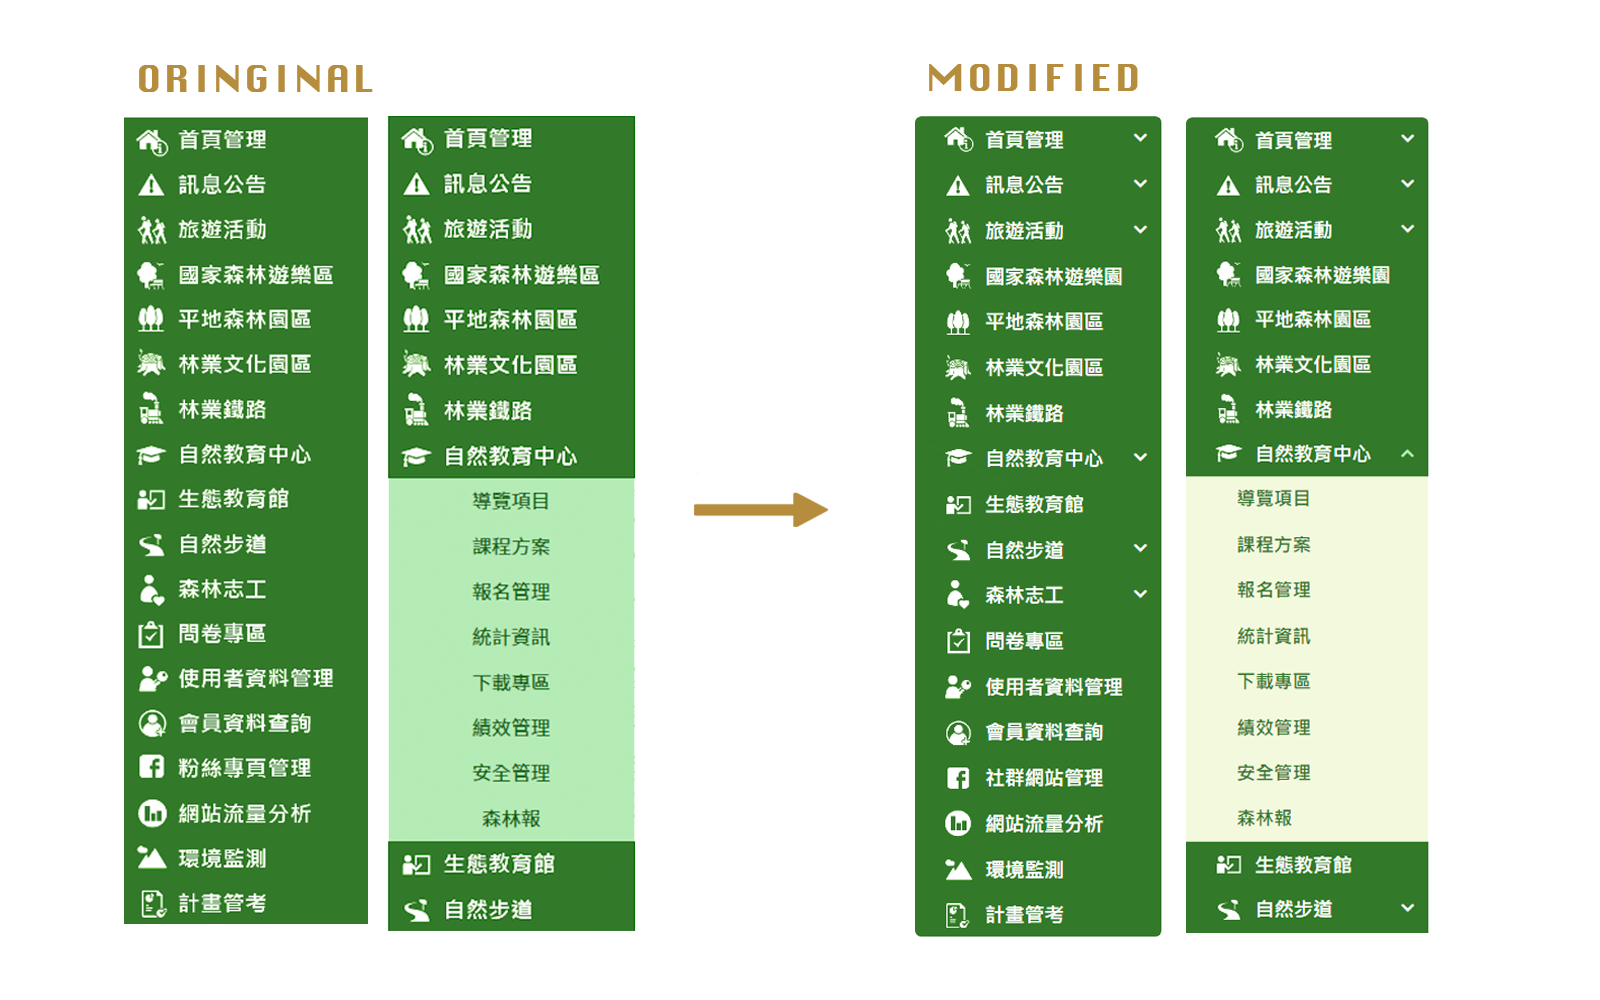 ORINGINAL
首頁管理
訊息公告
旅遊活動
國家森林遊樂區
平地森林園區
林業文化園區
林業鐵路
自然教育中心
生態教育館
自然步道
森林志工
問卷專區
使用者資料管理
會員資料查詢
粉絲專頁管理
網站流量分析
環境監測
計畫管考
首頁管理
訊息公告
旅遊活動
國家森林遊樂區
平地森林園區
林業文化園區
林業鐵路
自然教育中心
導覽項目
課程方案
報名管理
統計資訊
下載專區
績效管理
安全管理
森林報
生態教育館
自然步道
MODIFIED
首頁管理
訊息公告
旅遊活動
國家森林遊樂園
平地森林園區
林業文化園區
林業鐵路
自然教育中心
生態教育館
自然步道
森林志工
問卷專區
使用者資料管理
會員資料查詢
社群網站管理
網站流量分析
環境監測
計畫管考
首頁管理
訊息公告
旅遊活動
國家森林遊樂園
平地森林園區
林業文化園區
林業鐵路
自然教育中心
導覽項目
課程方案
報名管理
統計資訊
下載專區
績效管理
安全管理
森林報
生態教育館
自然步道